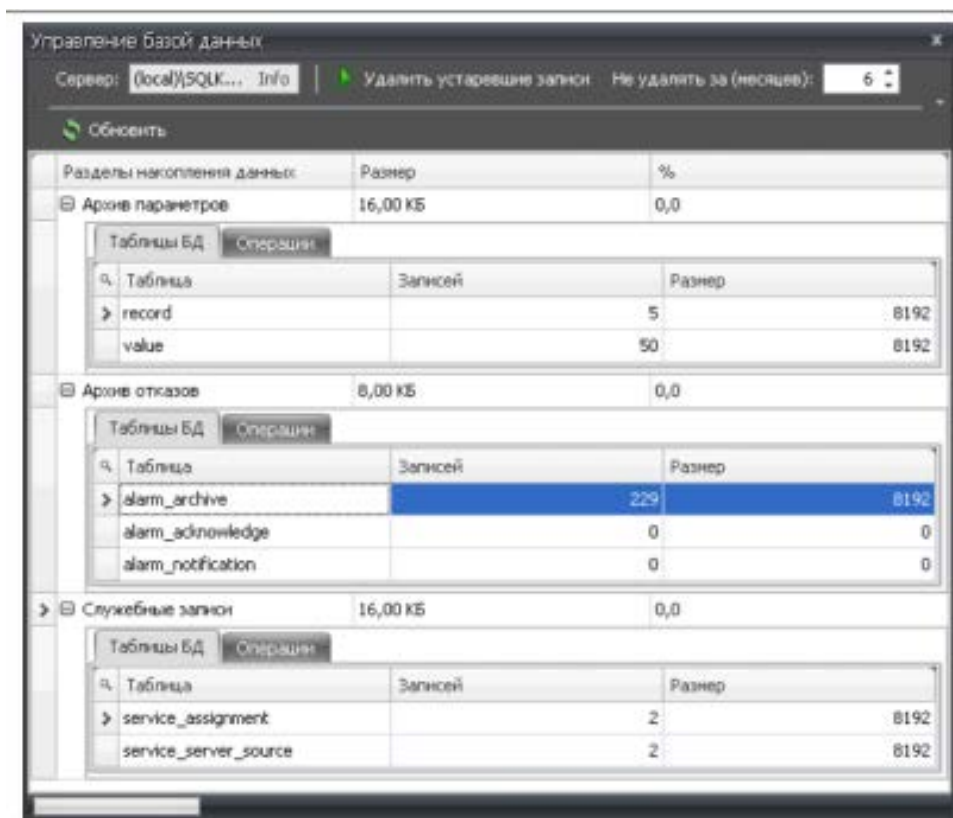 Управление базой данных
Сервер: (local)\SQLK... Info Удалить устаревшие записи Не удалять за (месяцев): 6
Обновить
Разделы накопления данных Размер %
Архив параметров 16,00 КБ 0,0
Таблицы БД Операции
Таблица Записей Размер
record 5 8192
value 50 8192
Архив отказов 8,00 КБ 0,0
Таблицы БД Операции
Таблица Записей Размер
alarm_archive 229 8192
alarm_acknowledge 0 0
alarm_notification 0 0
Служебные записи 16,00 КБ 0,0
Таблицы БД Операции
Таблица Записей Размер
service_assignment 2 8192
service_server_source 2 8192